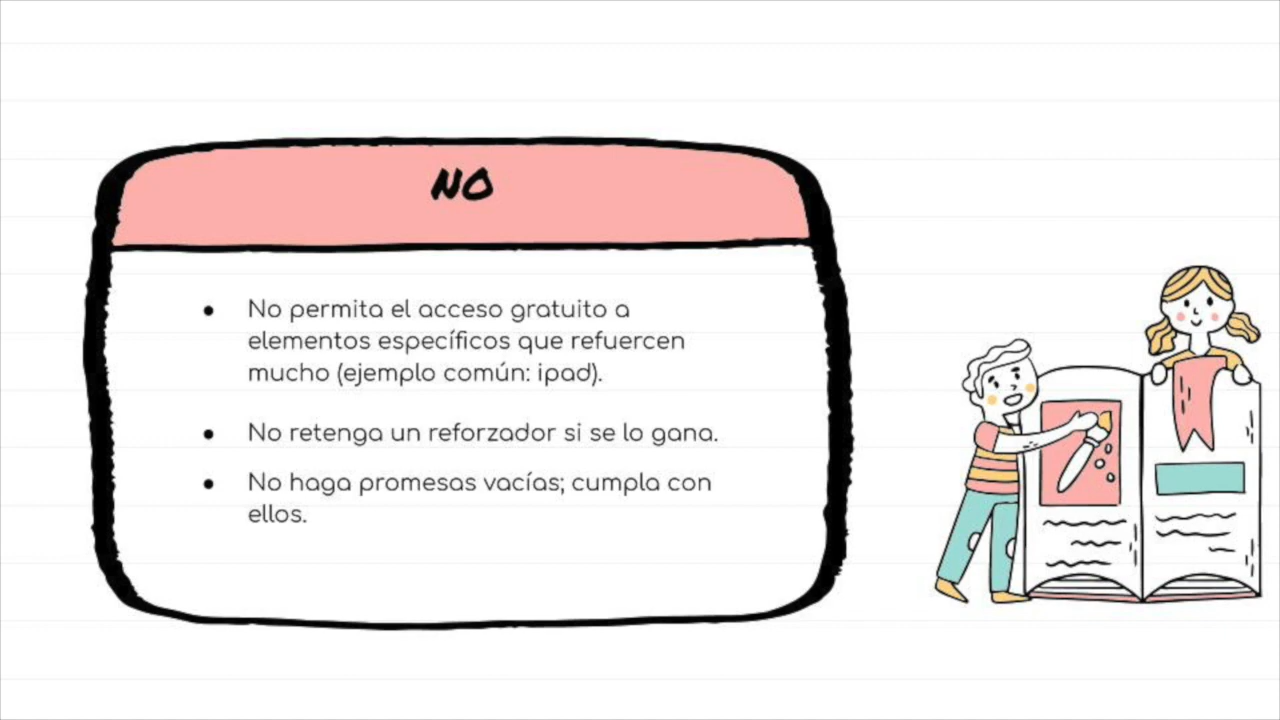 NO
• No permita el acceso gratuito a
elementos específicos que refuercen
mucho (ejemplo común: ipad).
• No retenga un reforzador si se lo gana.
• No haga promesas vacías; cumpla con
ellos.